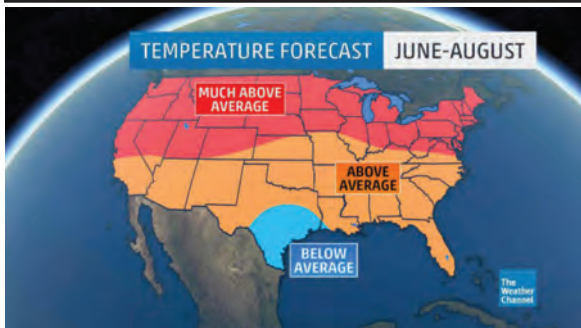 TEMPERATURE FORECAST JUNE-AUGUST
MUCH ABOVE
AVERAGE
ABOVE
AVERAGE
BELOW
AVERAGE
The
Weather
Channel